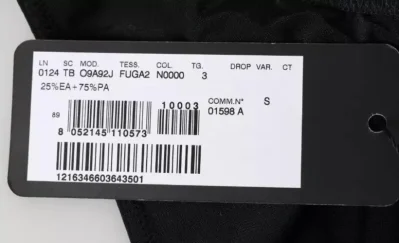 LN SC MOD. TESS. COL. TG. DROP VAR. CT
0124 TB O9A92J FUGA2 N0000 3
25%EA+75%PA
10003
COMM.N° S
01598 A
89
8 052145 110573
1216346603643501